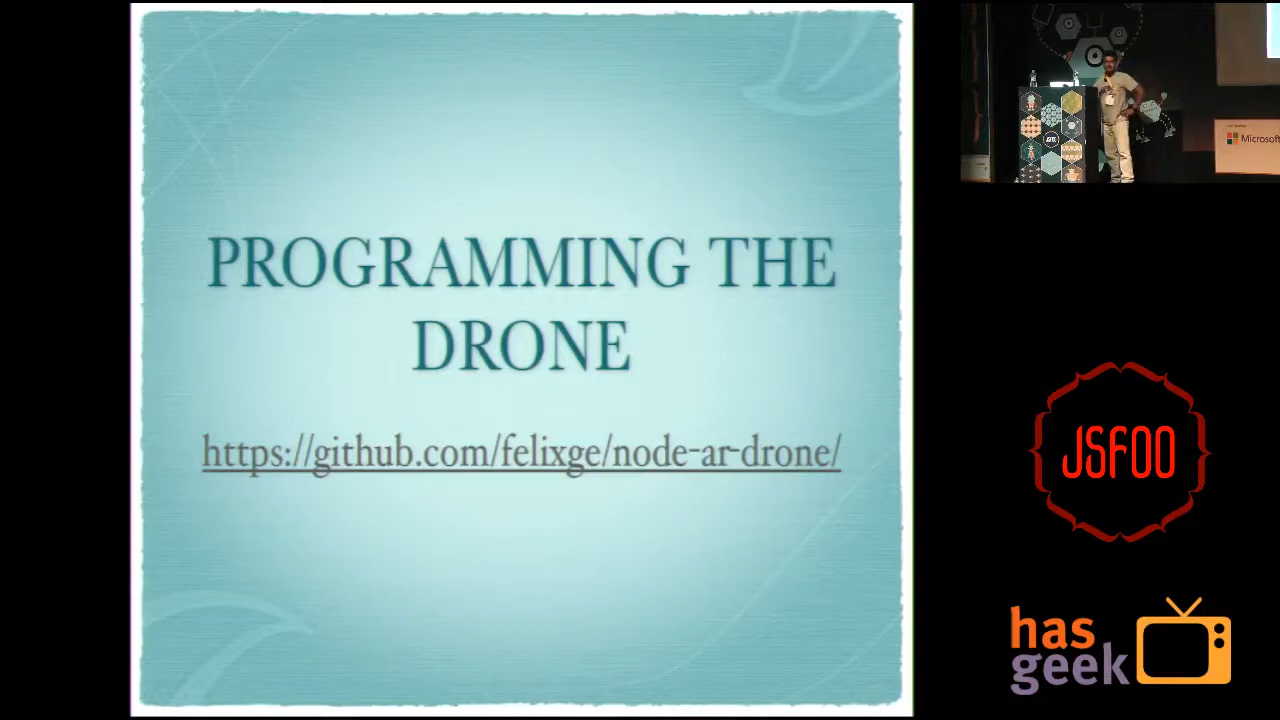 PROGRAMMING THE
DRONE
https://github.com/felixge/node-ar-drone/
Microsoft
JSFOO
has
geek